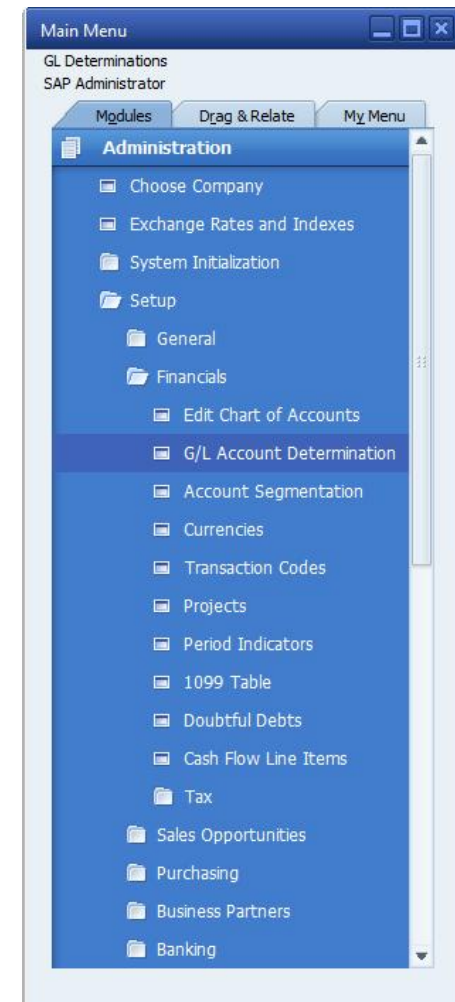 Main Menu
GL Determinations
SAP Administrator
Modules Drag & Relate My Menu
Administration
Choose Company
Exchange Rates and Indexes
System Initialization
Setup
General
Financials
Edit Chart of Accounts
G/L Account Determination
Account Segmentation
Currencies
Transaction Codes
Projects
Period Indicators
1099 Table
Doubtful Debts
Cash Flow Line Items
Tax
Sales Opportunities
Purchasing
Business Partners
Banking